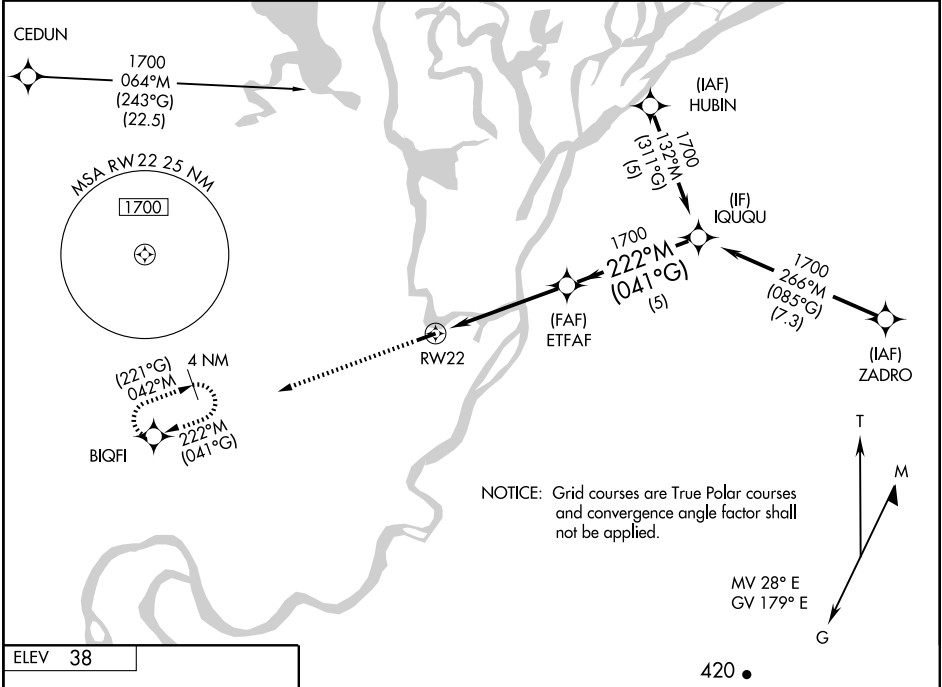 CEDUN
1700
064°M
(243°G)
(22.5)
MSA RW22 25 NM
1700
(IAF)
HUBIN
1700
132°M
(311°G)
(5)
(IF)
IQUQU
1700
222°M
(041°G)
(5)
1700
266°M
(085°G)
(7.3)
(FAF)
ETFAF
RW22
(IAF)
ZADRO
(221°G)
042°M
4 NM
BIQFI
222°M
(041°G)
NOTICE: Grid courses are True Polar courses
and convergence angle factor shall
not be applied.
T
M
MV 28° E
GV 179° E
G
ELEV 38
420